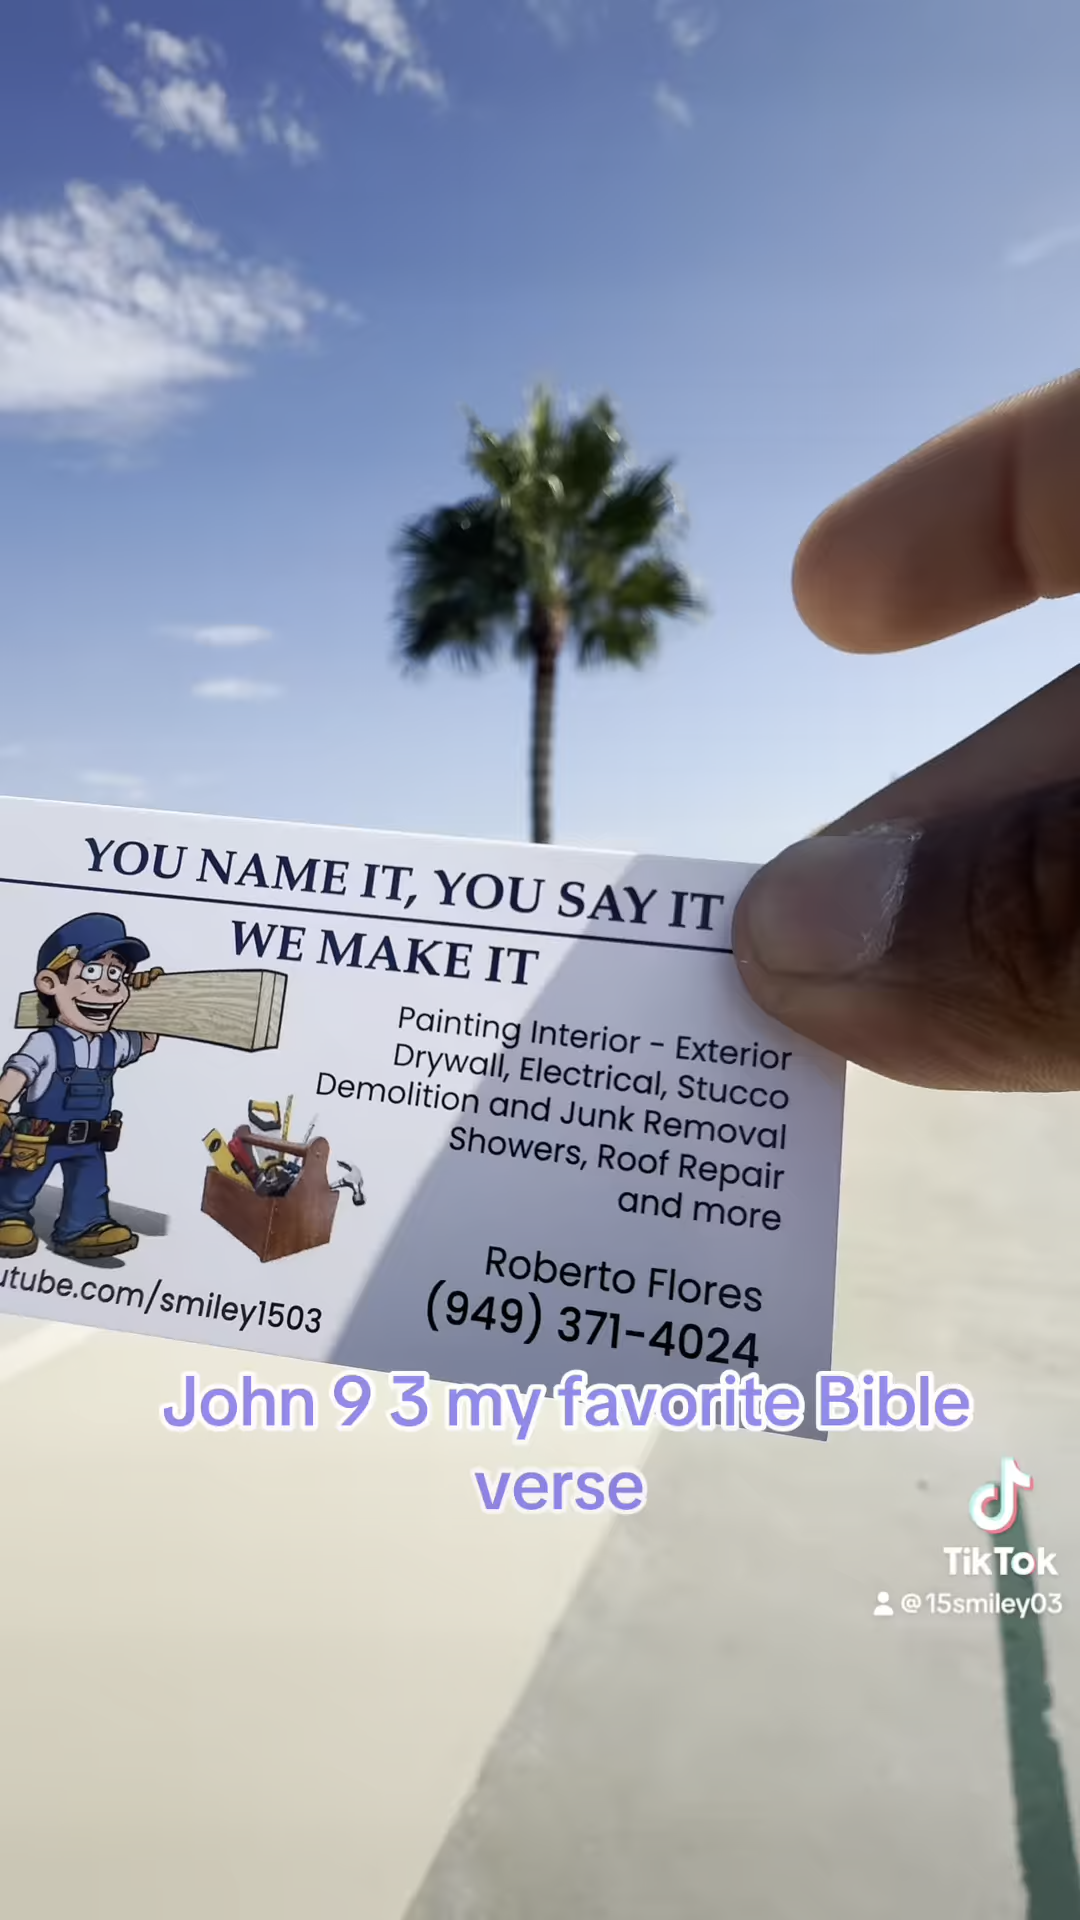 YOU NAME IT, YOU SAY IT
WE MAKE IT
Painting Interior - Exterior
Drywall, Electrical, Stucco
Demolition and Junk Removal
Showers, Roof Repair
and more
utube.com/smiley1503
Roberto Flores
(949) 371-4024
John 9 3 my favorite Bible
verse
TikTok
@15smiley03